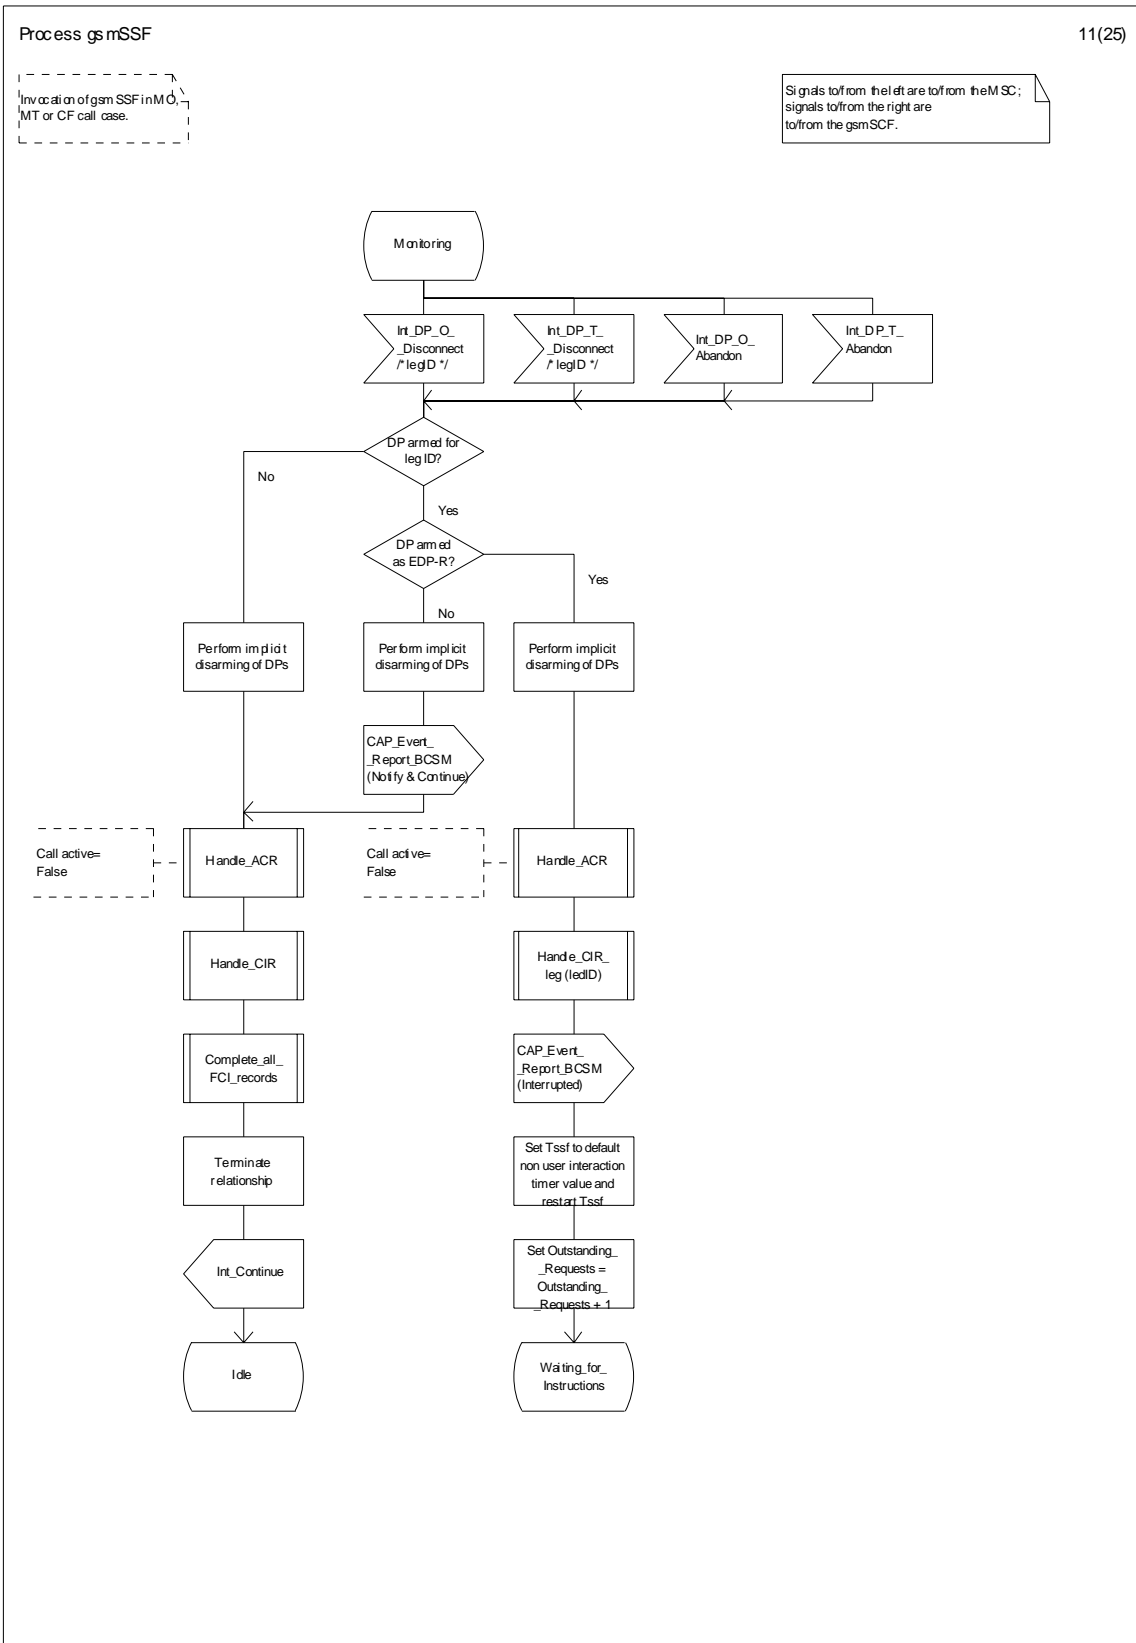 Process gsmSSF
11(25)
Invocation of gsmSSF in MO,
MT or CF call case.
Signals to/from the left are to/from the MSC;
signals to/from the right are
to/from the gsmSCF.
Monitoring
Int_DP_O_
_Disconnect
/* legID */
Int_DP_T_
_Disconnect
/* legID */
Int_DP_O_
Abandon
Int_DP_T_
Abandon
DP armed for
leg ID?
No
Yes
DP armed
as EDP-R?
Yes
No
Perform implicit
disarming of DPs
Perform implicit
disarming of DPs
Perform implicit
disarming of DPs
CAP_Event_
_Report_BCSM
(Notify & Continue)
Call active=
False
Handle_ACR
Call active=
False
Handle_ACR
Handle_CIR
Handle_CIR_
leg (ledID)
Complete_all_
FCI_records
CAP_Event_
_Report_BCSM
(Interrupted)
Terminate
relationship
Set Tssf to default
non user interaction
timer value and
restart Tssf
Int_Continue
Set Outstanding_
_Requests =
Outstanding_
_Requests + 1
Idle
Waiting_for_
Instructions